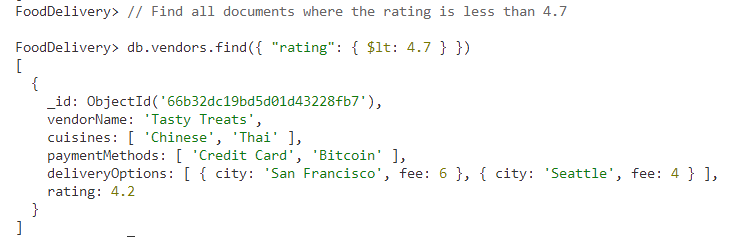 FoodDelivery> // Find all documents where the rating is less than 4.7
FoodDelivery> db.vendors.find({ "rating": { $lt: 4.7 } })
[
  {
    _id: ObjectId('66b32dc19bd5d01d43228fb7'),
    vendorName: 'Tasty Treats',
    cuisines: [ 'Chinese', 'Thai' ],
    paymentMethods: [ 'Credit Card', 'Bitcoin' ],
    deliveryOptions: [ { city: 'San Francisco', fee: 6 }, { city: 'Seattle', fee: 4 } ],
    rating: 4.2
  }
]